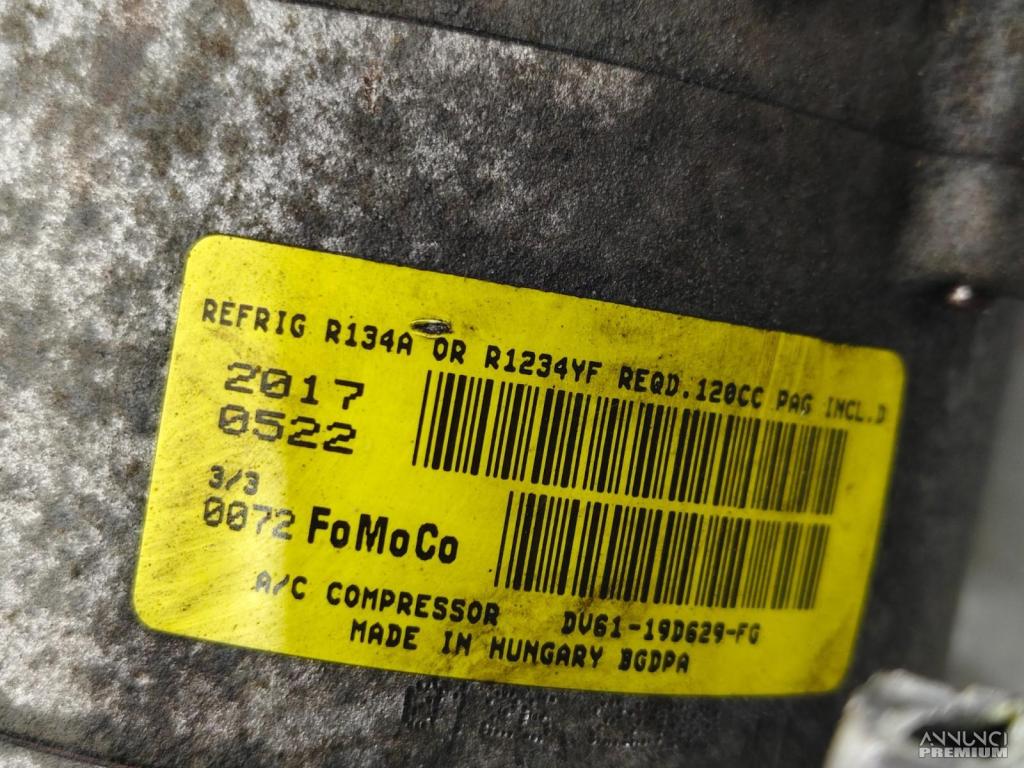 REFRIG R134A OR R1234YF REQD.120CC PAG INCL.D
2017
0522
3/3
0072 FoMoCo
A/C COMPRESSOR DV61-19D629-FG
MADE IN HUNGARY BGDPA
ANNUNCI
PREMIUM